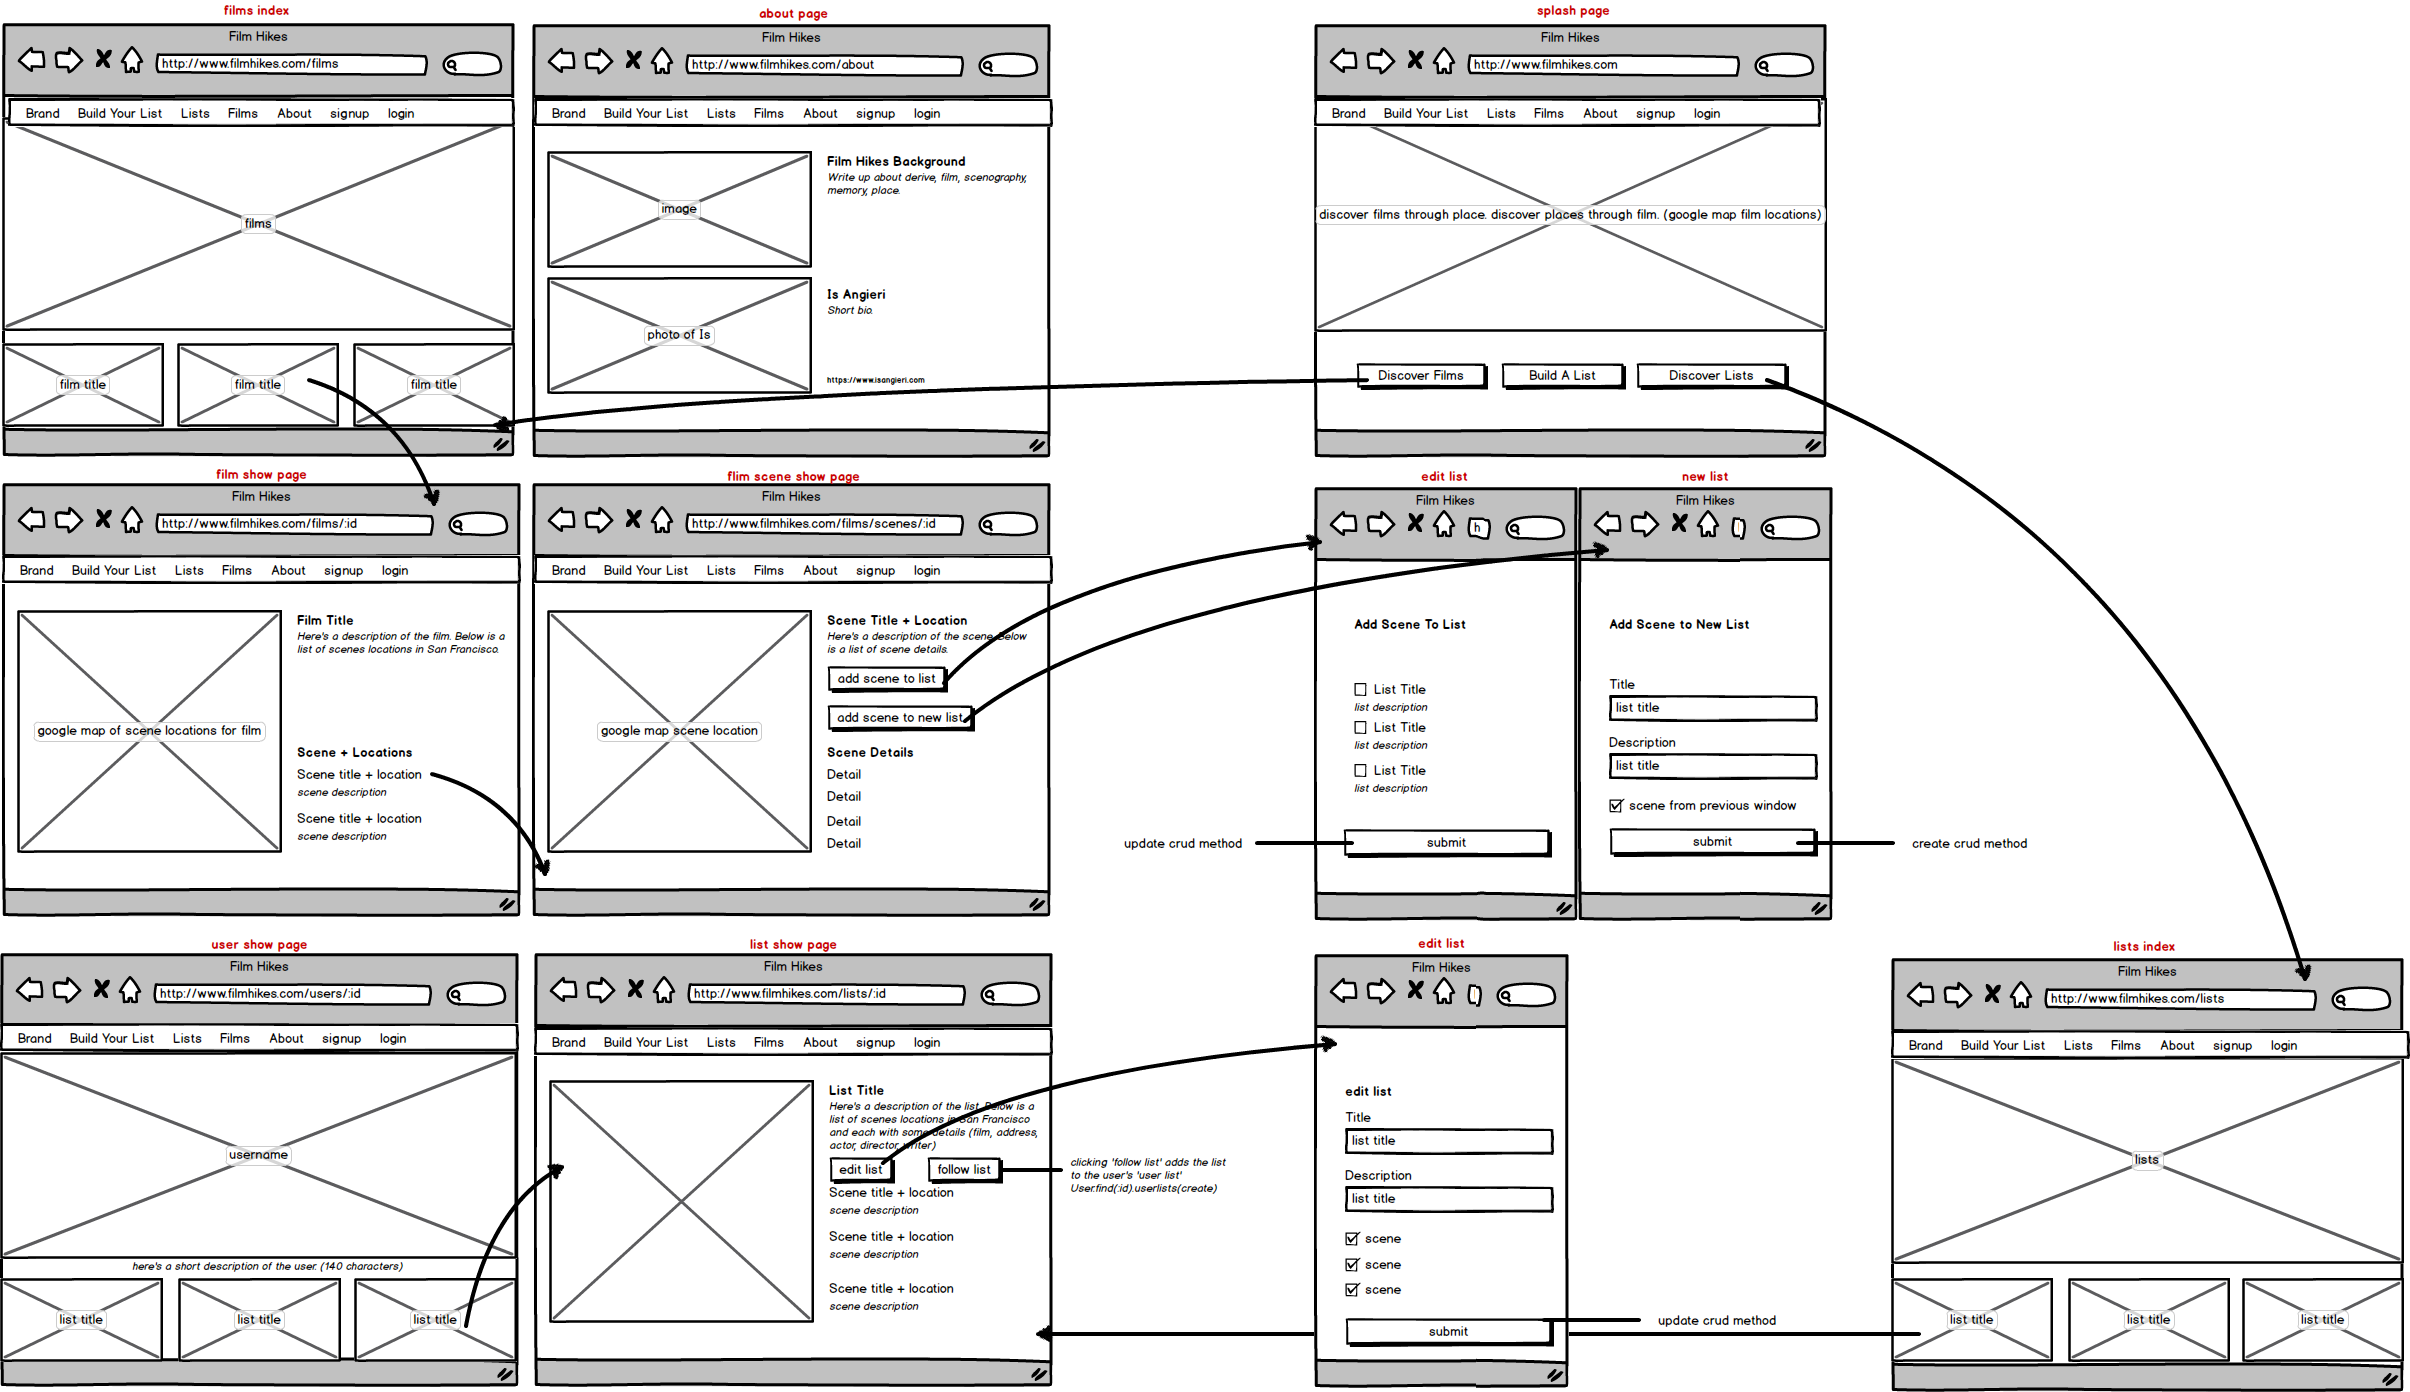 films index
Film Hikes
http://www.filmhikes.com/films
Brand Build Your List Lists Films About signup login
films
film title
film title
film title
about page
Film Hikes
http://www.filmhikes.com/about
Brand Build Your List Lists Films About signup login
image
Film Hikes Background
Write up about derive, film, scenography,
memory, place.
photo of Is
Is Angieri
Short bio.
https://www.isangieri.com
splash page
Film Hikes
http://www.filmhikes.com
Brand Build Your List Lists Films About signup login
discover films through place. discover places through film. (google map film locations)
Discover Films
Build A List
Discover Lists
film show page
Film Hikes
http://www.filmhikes.com/films/:id
Brand Build Your List Lists Films About signup login
google map of scene locations for film
Film Title
Here's a description of the film. Below is a
list of scenes locations in San Francisco.
Scene + Locations
Scene title + location
scene description
Scene title + location
scene description
flim scene show page
Film Hikes
http://www.filmhikes.com/films/scenes/:id
Brand Build Your List Lists Films About signup login
google map scene location
Scene Title + Location
Here's a description of the scene. Below
is a list of scene details.
add scene to list
add scene to new list
Scene Details
Detail
Detail
Detail
Detail
edit list
Film Hikes
h
Add Scene To List
List Title
list description
List Title
list description
List Title
list description
submit
update crud method
new list
Film Hikes
Add Scene to New List
Title
list title
Description
list title
scene from previous window
submit
create crud method
user show page
Film Hikes
http://www.filmhikes.com/users/:id
Brand Build Your List Lists Films About signup login
username
here's a short description of the user. (140 characters)
list title
list title
list title
list show page
Film Hikes
http://www.filmhikes.com/lists/:id
Brand Build Your List Lists Films About signup login
List Title
Here's a description of the list. Below is a
list of scenes locations in San Francisco
and each with some details (film, address,
actor, director, writer)
edit list
follow list
clicking 'follow list' adds the list
to the user's 'user list'
User.find(:id).userlists(create)
Scene title + location
scene description
Scene title + location
scene description
Scene title + location
scene description
edit list
Film Hikes
edit list
Title
list title
Description
list title
scene
scene
scene
submit
update crud method
lists index
Film Hikes
http://www.filmhikes.com/lists
Brand Build Your List Lists Films About signup login
lists
list title
list title
list title